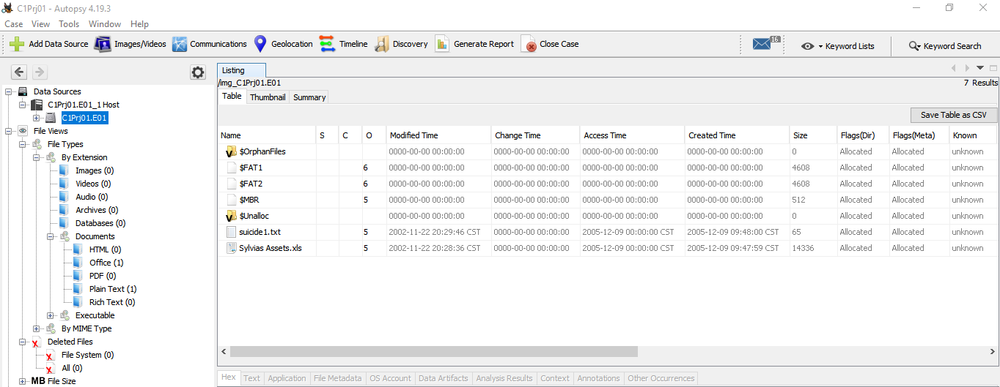 C1Prj01 - Autopsy 4.19.3
Case View Tools Window Help
Add Data Source Images/Videos Communications Geolocation Timeline Discovery Generate Report Close Case 16 Keyword Lists Keyword Search
Listing
/img_C1Prj01.E01 7 Results
Table Thumbnail Summary
Save Table as CSV
Name S C O Modified Time Change Time Access Time Created Time Size Flags(Dir) Flags(Meta) Known
$OrphanFiles 0000-00-00 00:00:00 0000-00-00 00:00:00 0000-00-00 00:00:00 0000-00-00 00:00:00 0 Allocated Allocated unknown
$FAT1 6 0000-00-00 00:00:00 0000-00-00 00:00:00 0000-00-00 00:00:00 0000-00-00 00:00:00 4608 Allocated Allocated unknown
$FAT2 6 0000-00-00 00:00:00 0000-00-00 00:00:00 0000-00-00 00:00:00 0000-00-00 00:00:00 4608 Allocated Allocated unknown
$MBR 5 0000-00-00 00:00:00 0000-00-00 00:00:00 0000-00-00 00:00:00 0000-00-00 00:00:00 512 Allocated Allocated unknown
$Unalloc 0000-00-00 00:00:00 0000-00-00 00:00:00 0000-00-00 00:00:00 0000-00-00 00:00:00 0 Allocated Allocated unknown
suicide1.txt 5 2002-11-22 20:29:46 CST 0000-00-00 00:00:00 2005-12-09 00:00:00 CST 2005-12-09 09:48:00 CST 65 Allocated Allocated unknown
Sylvias Assets.xls 5 2002-11-22 20:28:36 CST 0000-00-00 00:00:00 2005-12-09 00:00:00 CST 2005-12-09 09:47:59 CST 14336 Allocated Allocated unknown
Data Sources
C1Prj01.E01_1 Host
C1Prj01.E01
File Views
File Types
By Extension
Images (0)
Videos (0)
Audio (0)
Archives (0)
Databases (0)
Documents
HTML (0)
Office (1)
PDF (0)
Plain Text (1)
Rich Text (0)
Executable
By MIME Type
Deleted Files
File System (0)
All (0)
MB File Size
Hex Text Application File Metadata OS Account Data Artifacts Analysis Results Context Annotations Other Occurrences